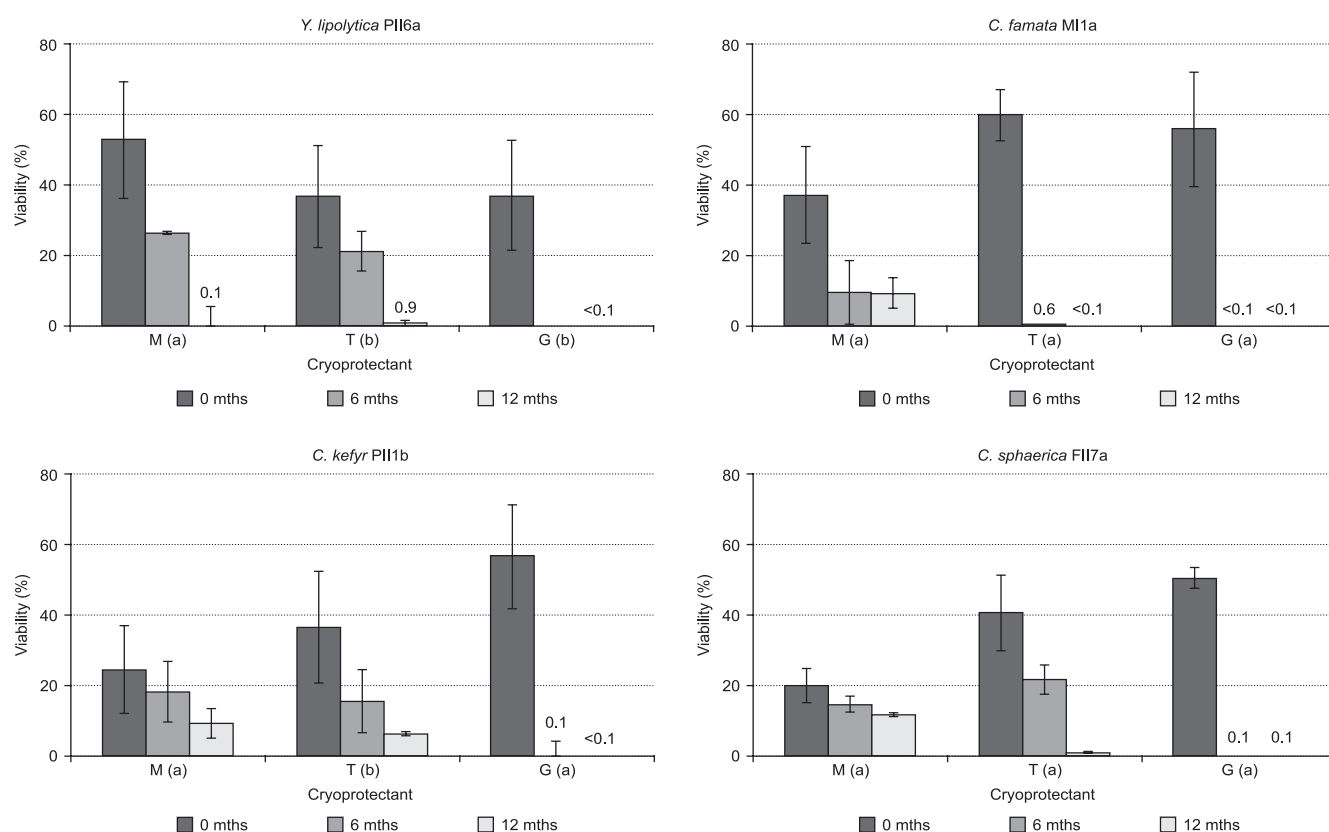 Y. lipolytica PII6a
Viability (%)
80
60
40
20
0
0.1
0.9
<0.1
M (a) T (b) G (b)
Cryoprotectant
0 mths 6 mths 12 mths
C. famata MI1a
Viability (%)
80
60
40
20
0
0.6 <0.1 <0.1 <0.1
M (a) T (a) G (a)
Cryoprotectant
0 mths 6 mths 12 mths
C. kefyr PII1b
Viability (%)
80
60
40
20
0
0.1
<0.1
M (a) T (b) G (a)
Cryoprotectant
0 mths 6 mths 12 mths
C. sphaerica FII7a
Viability (%)
80
60
40
20
0
0.1 0.1
M (a) T (a) G (a)
Cryoprotectant
0 mths 6 mths 12 mths